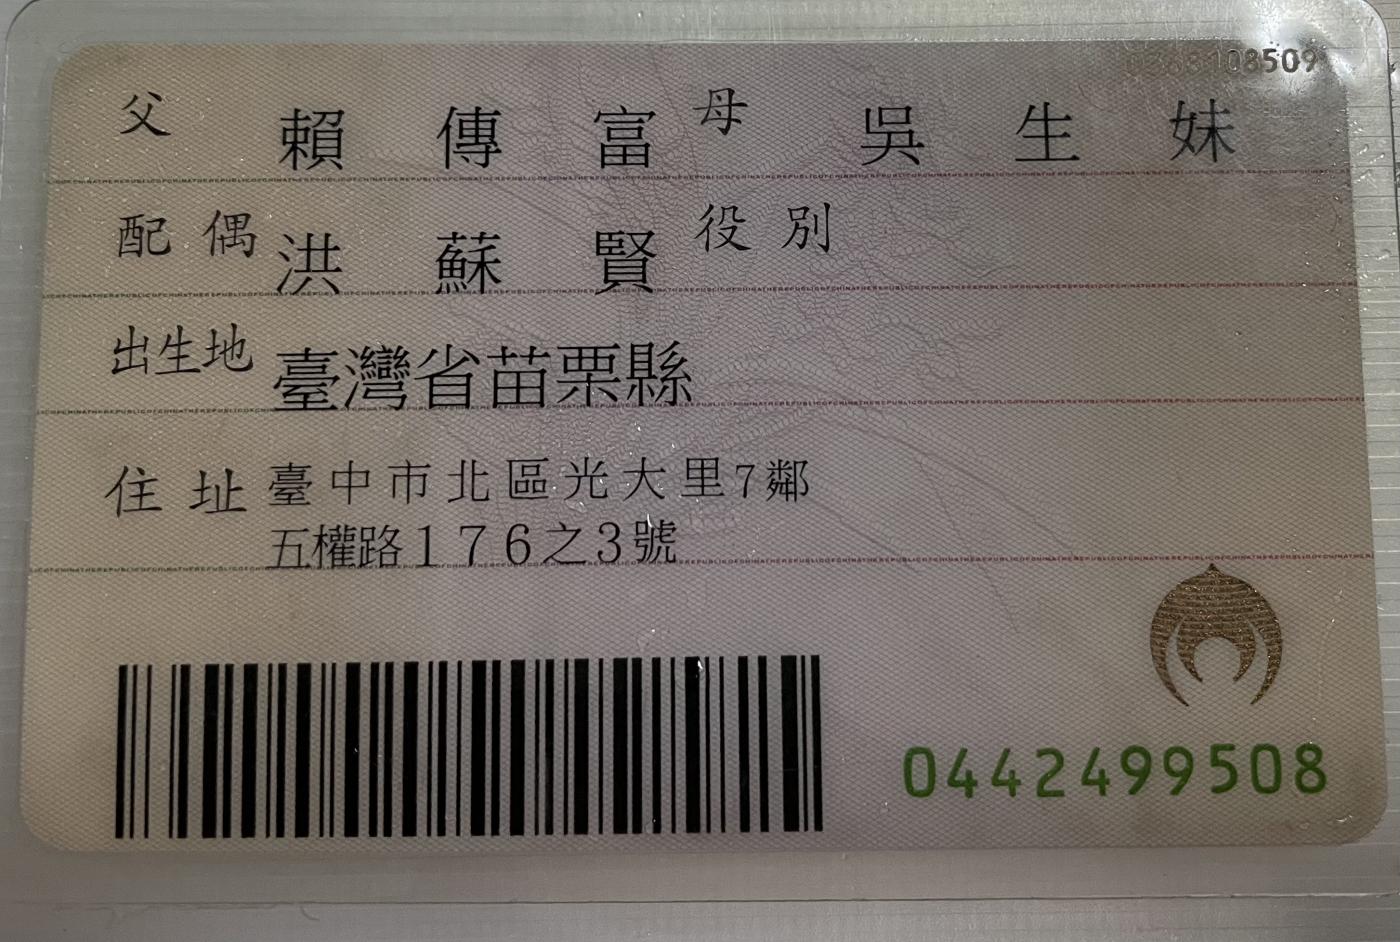 父 賴傳富 母 吳生妹
配偶 洪蘇賢 役別
出生地 臺灣省苗栗縣
住址 臺中市北區光大里7鄰
五權路176之3號
0442499508